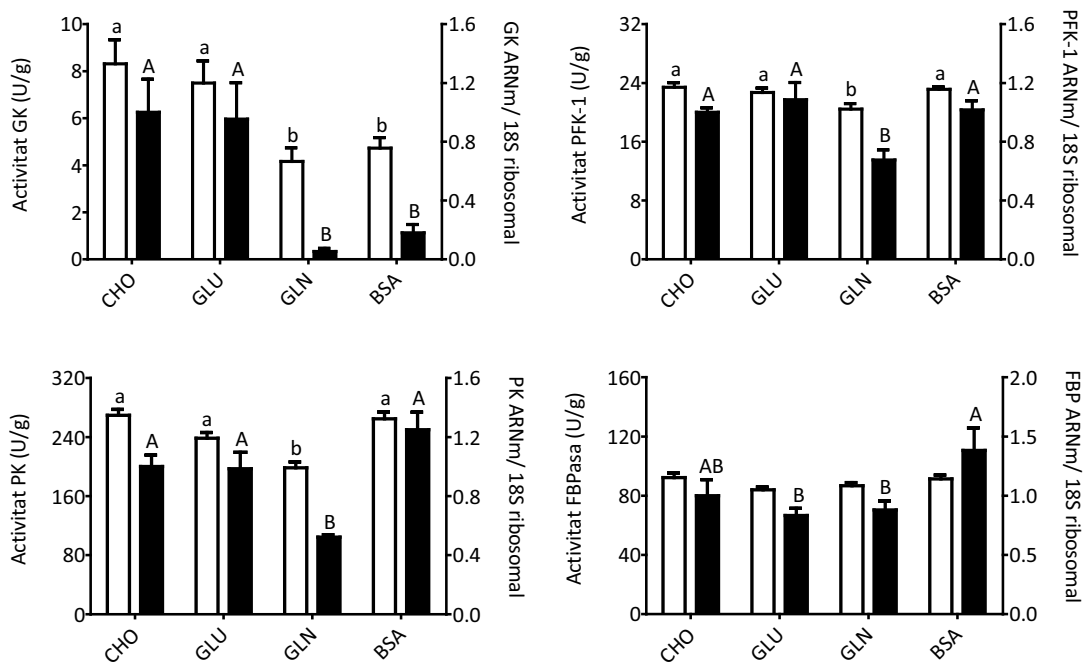 Activitat GK (U/g)
10
8
6
4
2
0
a
A
a
A
b
B
b
B
1.6
1.2
0.8
0.4
0.0
GK ARNm/ 18S ribosomal
CHO
GLU
GLN
BSA
Activitat PFK-1 (U/g)
32
24
16
8
0
a
A
a
A
b
B
a
A
1.6
1.2
0.8
0.4
0.0
PFK-1 ARNm/ 18S ribosomal
CHO
GLU
GLN
BSA
Activitat PK (U/g)
320
240
160
80
0
a
A
a
A
b
B
a
A
1.6
1.2
0.8
0.4
0.0
PK ARNm/ 18S ribosomal
CHO
GLU
GLN
BSA
Activitat FBPasa (U/g)
160
120
80
40
0
AB
B
B
A
2.0
1.5
1.0
0.5
0.0
FBP ARNm/ 18S ribosomal
CHO
GLU
GLN
BSA